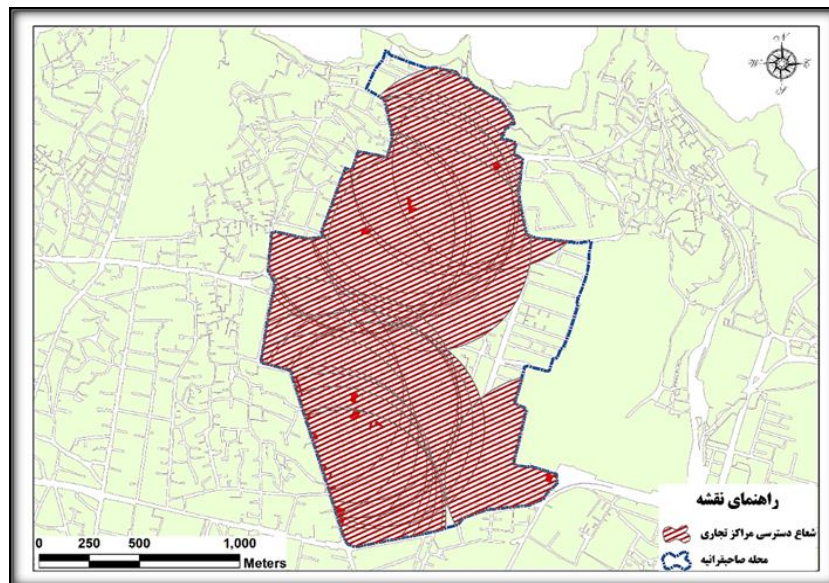 N
W E
S
راهنمای نقشه
شعاع دسترسی مراکز تجاری
محله صاحبقرانیه
0 250 500 1,000
Meters